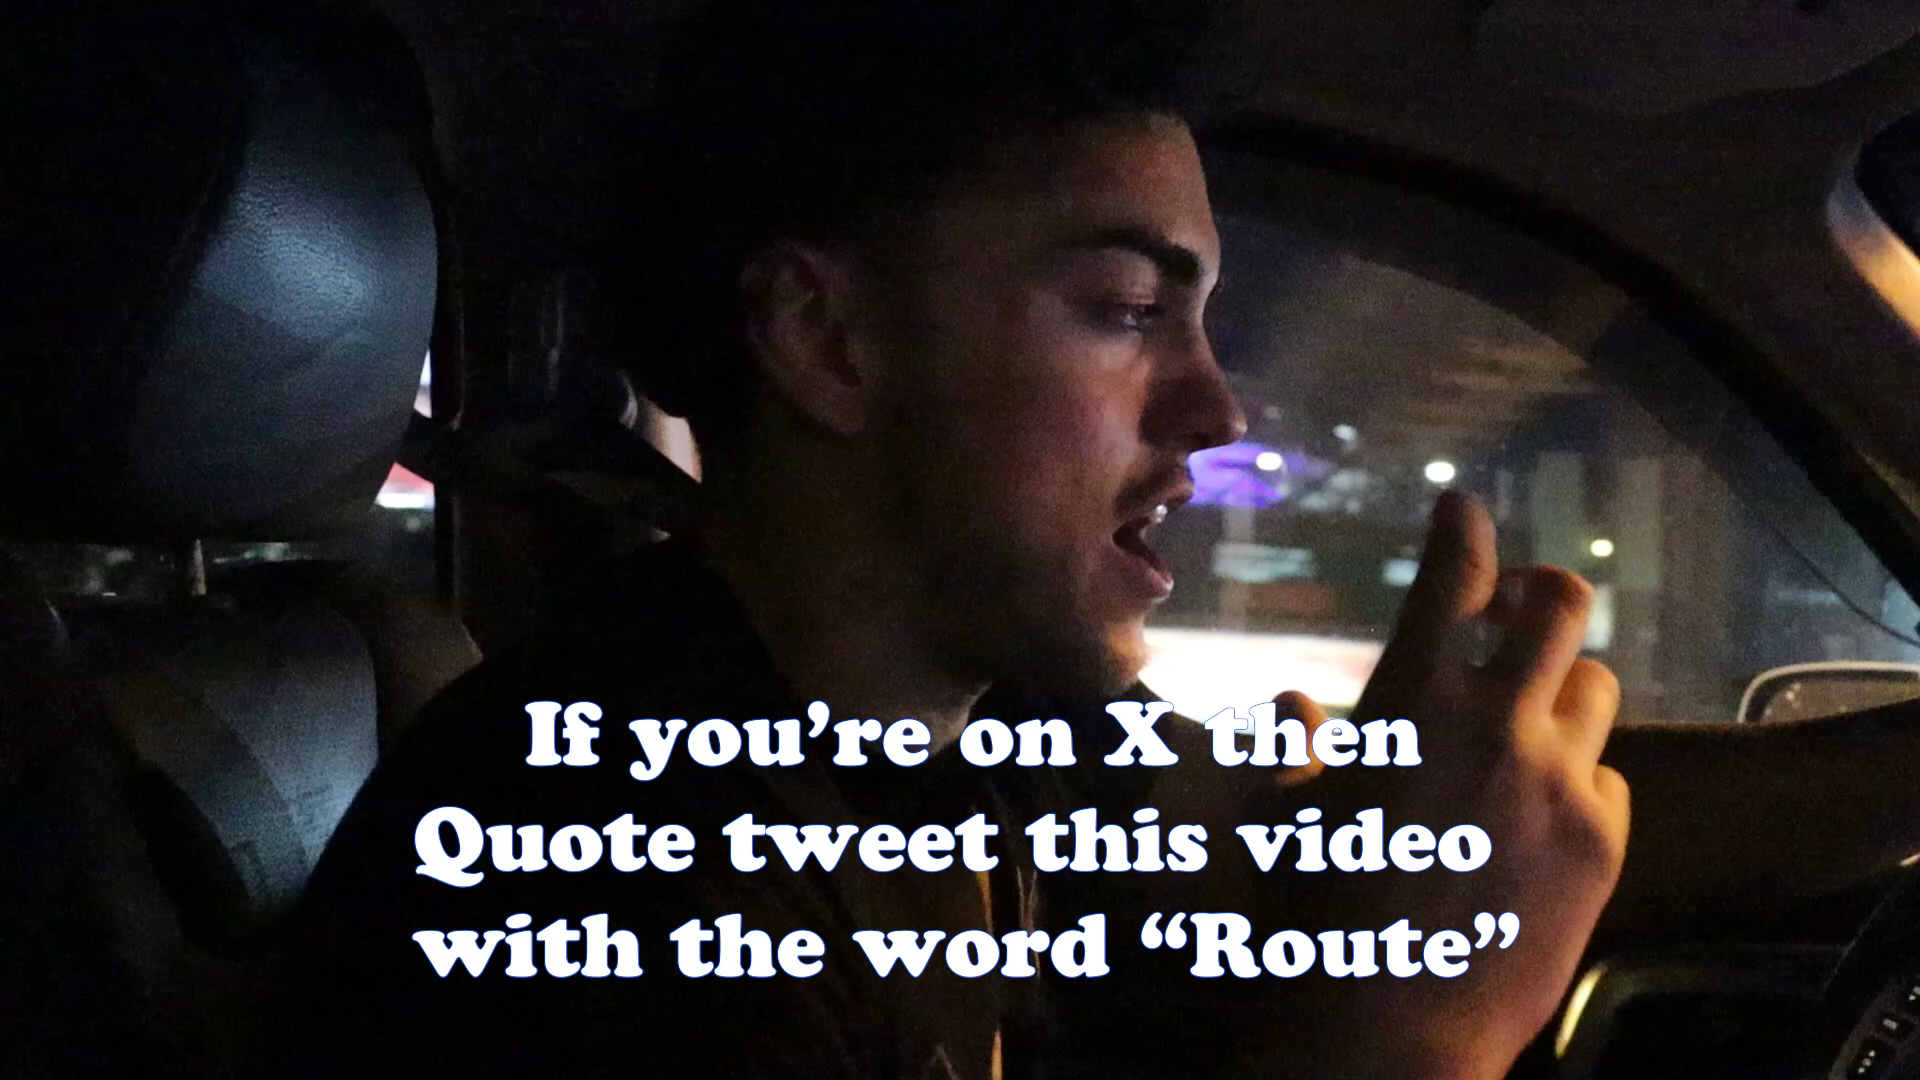 If you’re on X then
Quote tweet this video
with the word “Route”